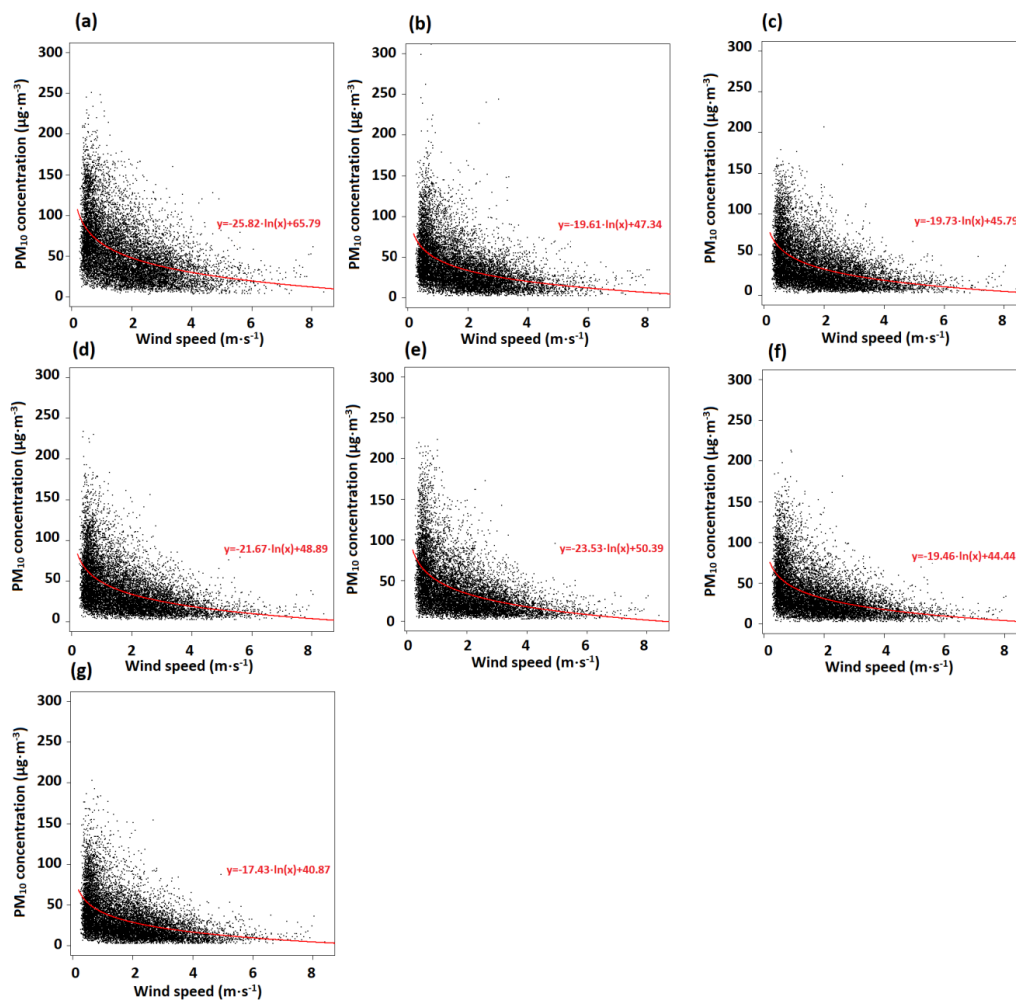 (a)
PM₁₀ concentration (µg·m⁻³)
300
250
200
150
100
50
0
y=-25.82·ln(x)+65.79
0 2 4 6 8
Wind speed (m·s⁻¹)
(b)
PM₁₀ concentration (µg·m⁻³)
300
250
200
150
100
50
0
y=-19.61·ln(x)+47.34
0 2 4 6 8
Wind speed (m·s⁻¹)
(c)
PM₁₀ concentration (µg·m⁻³)
300
250
200
150
100
50
0
y=-19.73·ln(x)+45.79
0 2 4 6 8
Wind speed (m·s⁻¹)
(d)
PM₁₀ concentration (µg·m⁻³)
300
250
200
150
100
50
0
y=-21.67·ln(x)+48.89
0 2 4 6 8
Wind speed (m·s⁻¹)
(e)
PM₁₀ concentration (µg·m⁻³)
300
250
200
150
100
50
0
y=-23.53·ln(x)+50.39
0 2 4 6 8
Wind speed (m·s⁻¹)
(f)
PM₁₀ concentration (µg·m⁻³)
300
250
200
150
100
50
0
y=-19.46·ln(x)+44.44
0 2 4 6 8
Wind speed (m·s⁻¹)
(g)
PM₁₀ concentration (µg·m⁻³)
300
250
200
150
100
50
0
y=-17.43·ln(x)+40.87
0 2 4 6 8
Wind speed (m·s⁻¹)